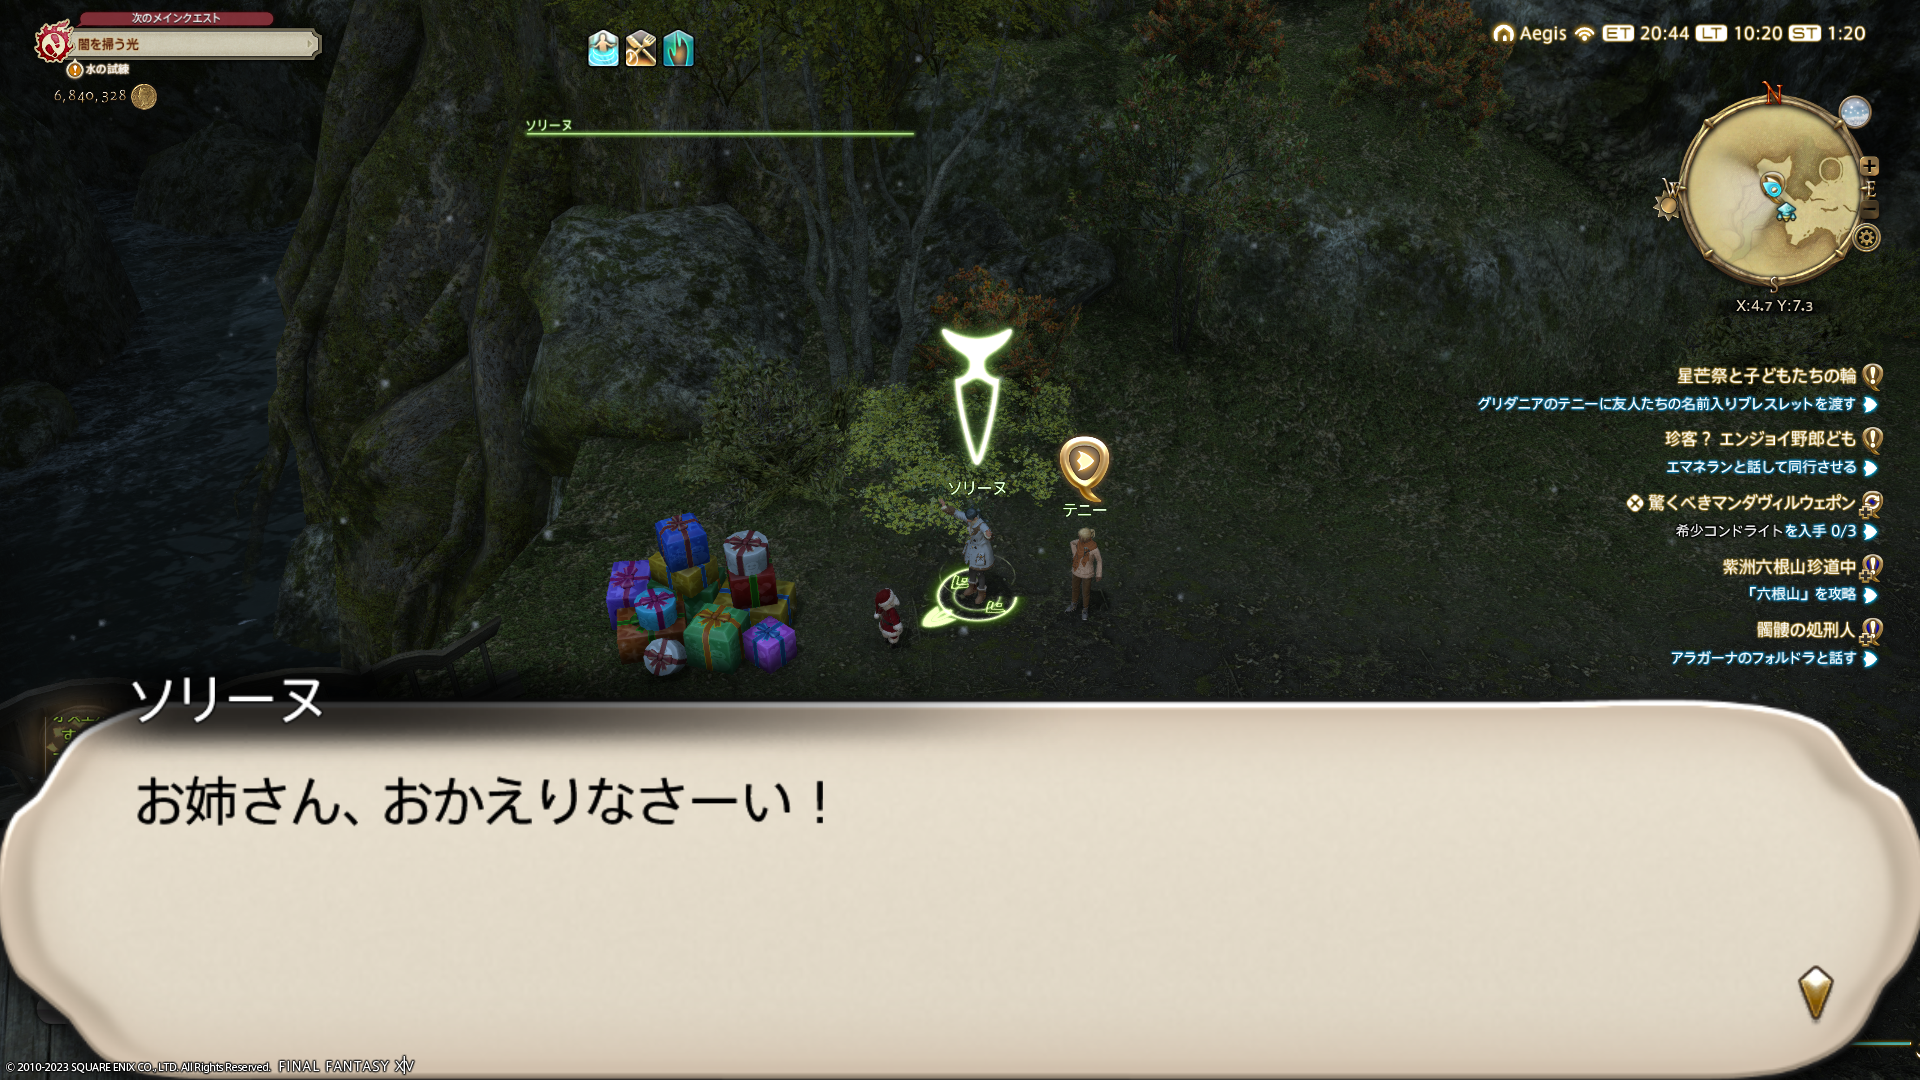 次のメインクエスト
闇を掃う光
水の試練
6,840,328
ソリーヌ
Aegis ET 20:44 LT 10:20 ST 1:20
N
W
E
S
X:4.7 Y:7.3
星芒祭と子どもたちの輪
グリダニアのテニーに友人たちの名前入りブレスレットを渡す
珍客？ エンジョイ野郎ども
エマネランと話して同行させる
驚くべきマンダヴィルウェポン
希少コンドライトを入手 0/3
紫洲六根山珍道中
「六根山」を攻略
髑髏の処刑人
アラガーナのフォルドラと話す
ソリーヌ
テニー
ソリーヌ
お姉さん、おかえりなさーい！
© 2010-2023 SQUARE ENIX CO., LTD. All Rights Reserved. FINAL FANTASY XIV